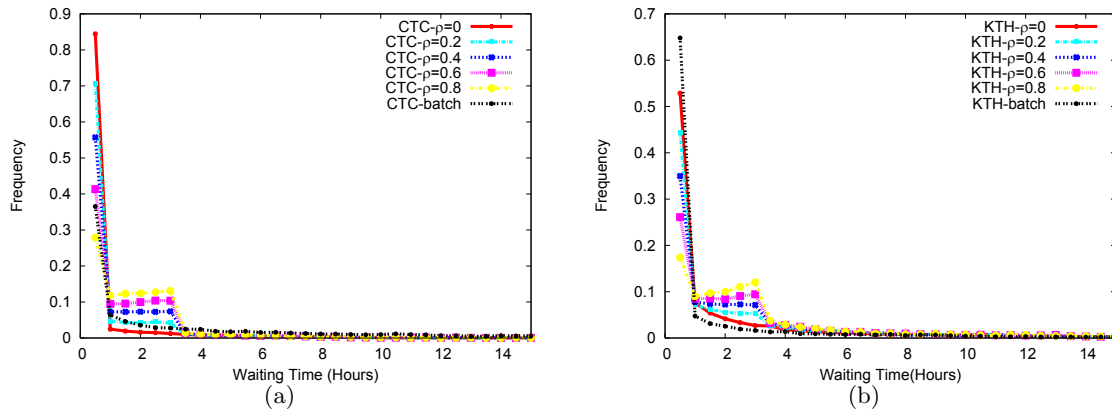 0.9
0.8
0.7
0.6
0.5
0.4
0.3
0.2
0.1
0
Frequency
CTC-ρ=0
CTC-ρ=0.2
CTC-ρ=0.4
CTC-ρ=0.6
CTC-ρ=0.8
CTC-batch
0 2 4 6 8 10 12 14
Waiting Time (Hours)
(a)
0.7
0.6
0.5
0.4
0.3
0.2
0.1
0
Frequency
KTH-ρ=0
KTH-ρ=0.2
KTH-ρ=0.4
KTH-ρ=0.6
KTH-ρ=0.8
KTH-batch
0 2 4 6 8 10 12 14
Waiting Time(Hours)
(b)